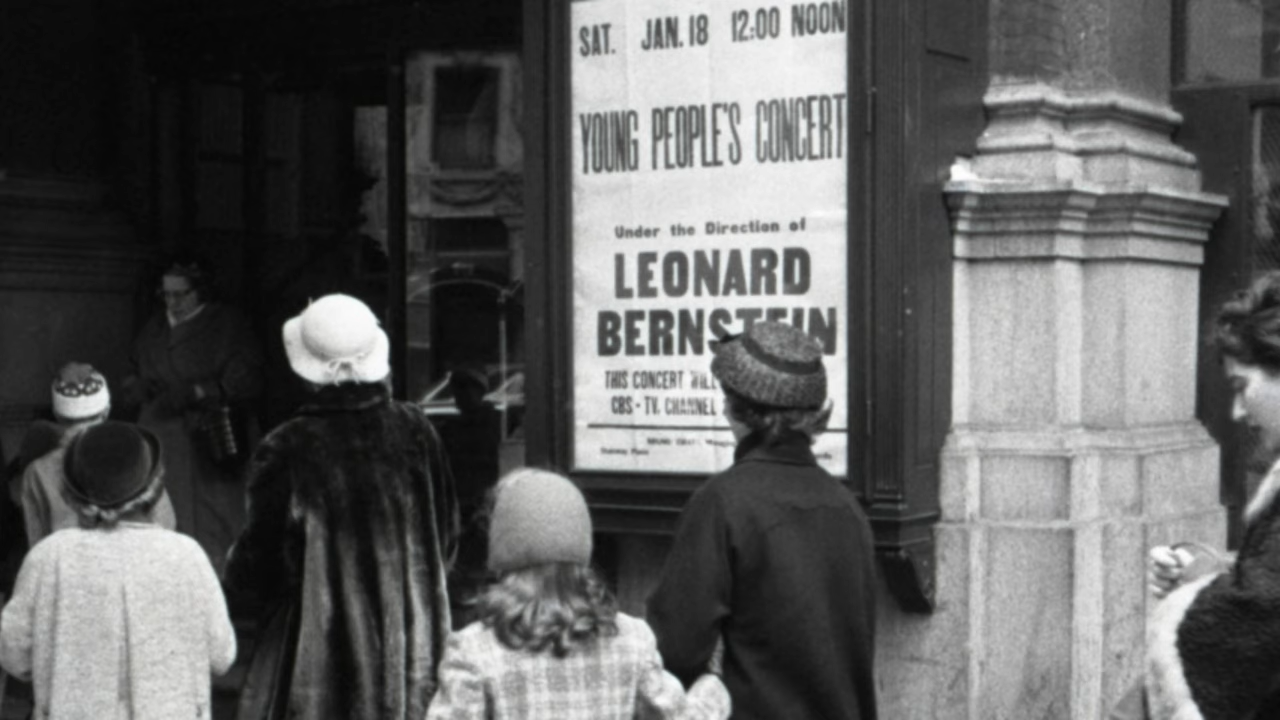 SAT. JAN. 18 12:00 NOON
YOUNG PEOPLE'S CONCERT
Under the Direction of
LEONARD
BERNSTEIN
THIS CONCERT WILL
CBS - TV. CHANNEL